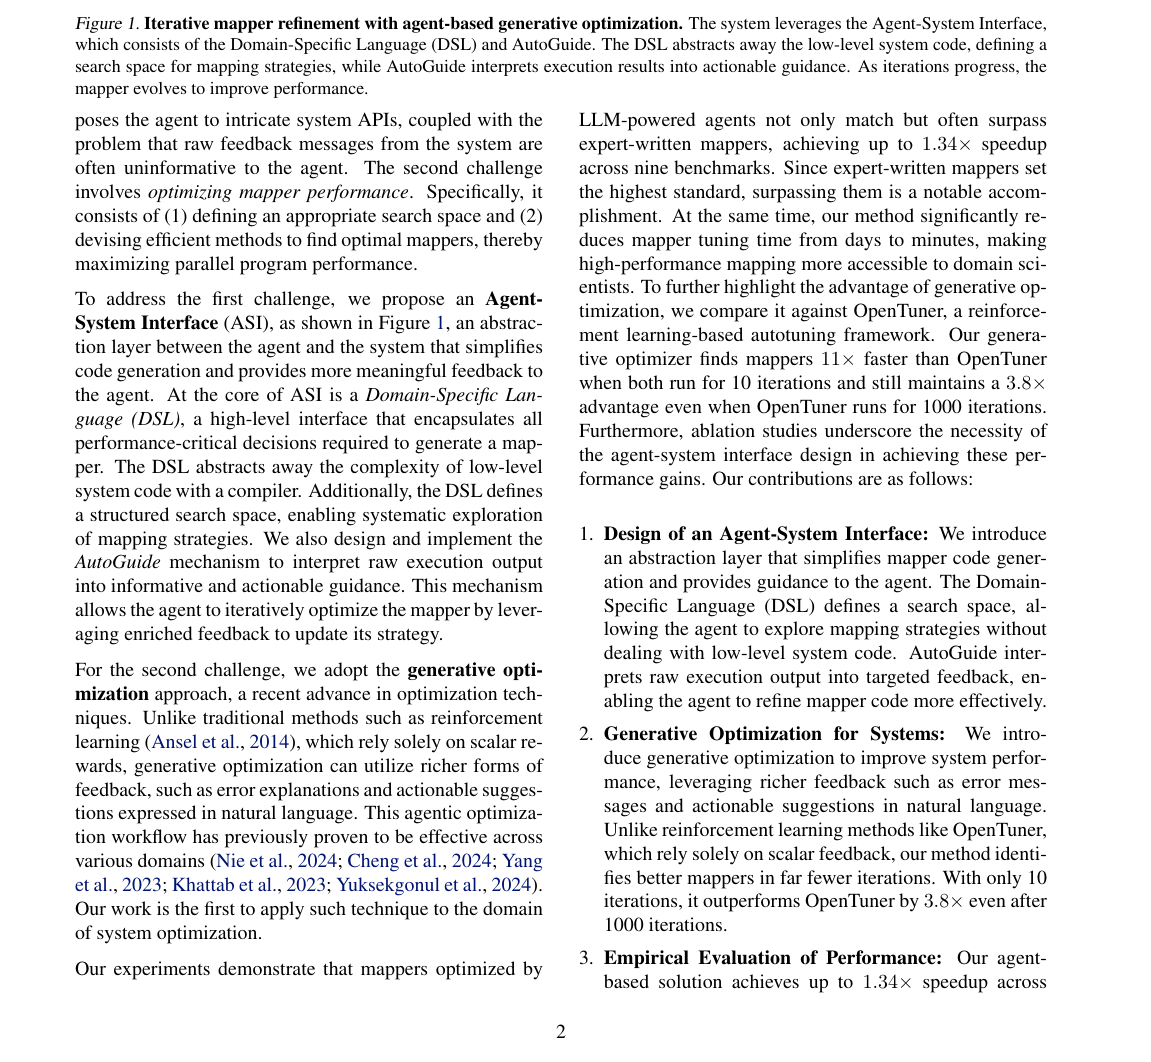 Figure 1. Iterative mapper refinement with agent-based generative optimization. The system leverages the Agent-System Interface,
which consists of the Domain-Specific Language (DSL) and AutoGuide. The DSL abstracts away the low-level system code, defining a
search space for mapping strategies, while AutoGuide interprets execution results into actionable guidance. As iterations progress, the
mapper evolves to improve performance.
poses the agent to intricate system APIs, coupled with the
problem that raw feedback messages from the system are
often uninformative to the agent. The second challenge
involves optimizing mapper performance. Specifically, it
consists of (1) defining an appropriate search space and (2)
devising efficient methods to find optimal mappers, thereby
maximizing parallel program performance.
To address the first challenge, we propose an Agent-
System Interface (ASI), as shown in Figure 1, an abstrac-
tion layer between the agent and the system that simplifies
code generation and provides more meaningful feedback to
the agent. At the core of ASI is a Domain-Specific Lan-
guage (DSL), a high-level interface that encapsulates all
performance-critical decisions required to generate a map-
per. The DSL abstracts away the complexity of low-level
system code with a compiler. Additionally, the DSL defines
a structured search space, enabling systematic exploration
of mapping strategies. We also design and implement the
AutoGuide mechanism to interpret raw execution output
into informative and actionable guidance. This mechanism
allows the agent to iteratively optimize the mapper by lever-
aging enriched feedback to update its strategy.
For the second challenge, we adopt the generative opti-
mization approach, a recent advance in optimization tech-
niques. Unlike traditional methods such as reinforcement
learning (Ansel et al., 2014), which rely solely on scalar re-
wards, generative optimization can utilize richer forms of
feedback, such as error explanations and actionable sugges-
tions expressed in natural language. This agentic optimiza-
tion workflow has previously proven to be effective across
various domains (Nie et al., 2024; Cheng et al., 2024; Yang
et al., 2023; Khattab et al., 2023; Yuksekgonul et al., 2024).
Our work is the first to apply such technique to the domain
of system optimization.
Our experiments demonstrate that mappers optimized by
LLM-powered agents not only match but often surpass
expert-written mappers, achieving up to 1.34× speedup
across nine benchmarks. Since expert-written mappers set
the highest standard, surpassing them is a notable accom-
plishment. At the same time, our method significantly re-
duces mapper tuning time from days to minutes, making
high-performance mapping more accessible to domain sci-
entists. To further highlight the advantage of generative op-
timization, we compare it against OpenTuner, a reinforce-
ment learning-based autotuning framework. Our genera-
tive optimizer finds mappers 11× faster than OpenTuner
when both run for 10 iterations and still maintains a 3.8×
advantage even when OpenTuner runs for 1000 iterations.
Furthermore, ablation studies underscore the necessity of
the agent-system interface design in achieving these per-
formance gains. Our contributions are as follows:
1. Design of an Agent-System Interface: We introduce
an abstraction layer that simplifies mapper code gener-
ation and provides guidance to the agent. The Domain-
Specific Language (DSL) defines a search space, al-
lowing the agent to explore mapping strategies without
dealing with low-level system code. AutoGuide inter-
prets raw execution output into targeted feedback, en-
abling the agent to refine mapper code more effectively.
2. Generative Optimization for Systems: We intro-
duce generative optimization to improve system perfor-
mance, leveraging richer feedback such as error mes-
sages and actionable suggestions in natural language.
Unlike reinforcement learning methods like OpenTuner,
which rely solely on scalar feedback, our method identi-
fies better mappers in far fewer iterations. With only 10
iterations, it outperforms OpenTuner by 3.8× even after
1000 iterations.
3. Empirical Evaluation of Performance: Our agent-
based solution achieves up to 1.34× speedup across
2